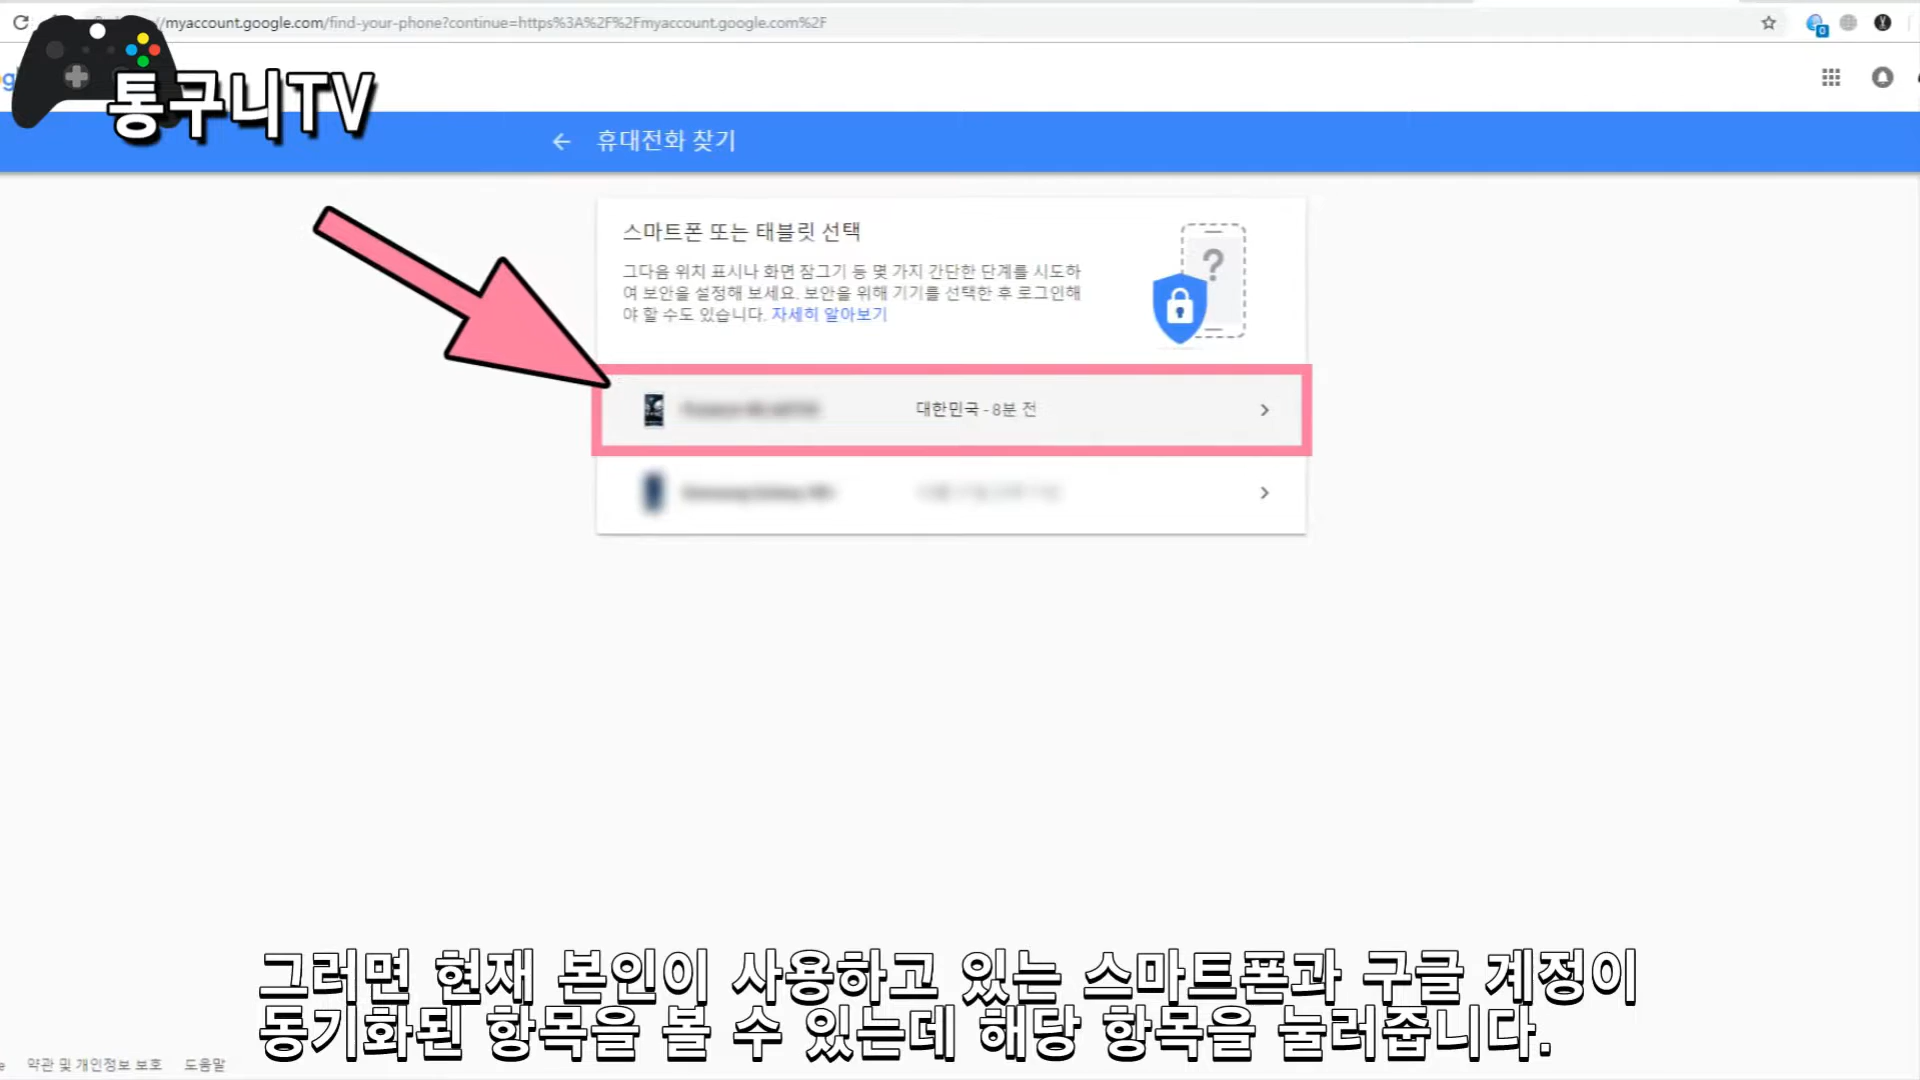 myaccount.google.com/find-your-phone?continue=https%3A%2F%2Fmyaccount.google.com%2F
통구니TV
휴대전화 찾기
스마트폰 또는 태블릿 선택
그다음 위치 표시나 화면 잠그기 등 몇 가지 간단한 단계를 시도하
여 보안을 설정해 보세요. 보안을 위해 기기를 선택한 후 로그인해
야 할 수도 있습니다. 자세히 알아보기
대한민국 - 8분 전
그러면 현재 본인이 사용하고 있는 스마트폰과 구글 계정이
동기화된 항목을 볼 수 있는데 해당 항목을 눌러줍니다.
약관 및 개인정보 보호 도움말